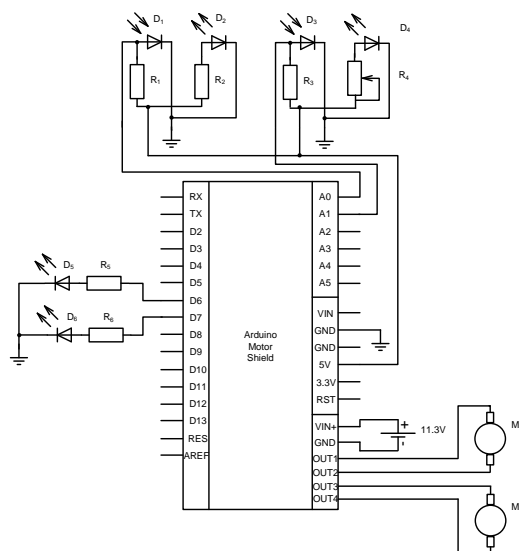 D1
D2
D3
D4
R1
R2
R3
R4
RX
TX
D2
D3
D4
D5
D6
D7
D8
D9
D10
D11
D12
D13
RES
AREF
Arduino
Motor
Shield
A0
A1
A2
A3
A4
A5
VIN
GND
GND
5V
3.3V
RST
VIN+
GND
OUT1
OUT2
OUT3
OUT4
D5
R5
D6
R6
+
11.3V
-
M
M